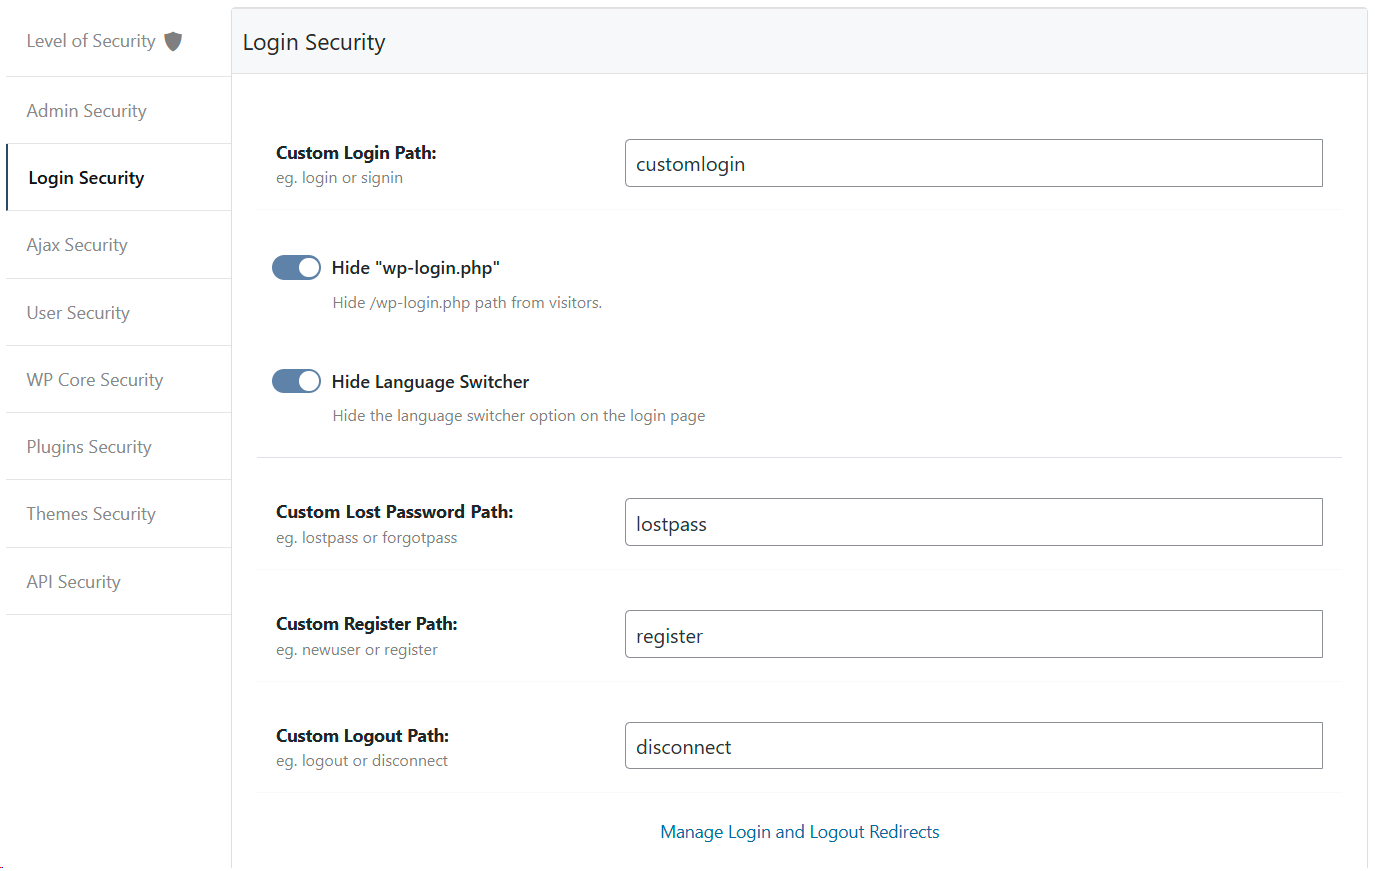 Level of Security
Admin Security
Login Security
Ajax Security
User Security
WP Core Security
Plugins Security
Themes Security
API Security
Login Security
Custom Login Path:
eg. login or signin
customlogin
Hide "wp-login.php"
Hide /wp-login.php path from visitors.
Hide Language Switcher
Hide the language switcher option on the login page
Custom Lost Password Path:
eg. lostpass or forgotpass
lostpass
Custom Register Path:
eg. newuser or register
register
Custom Logout Path:
eg. logout or disconnect
disconnect
Manage Login and Logout Redirects